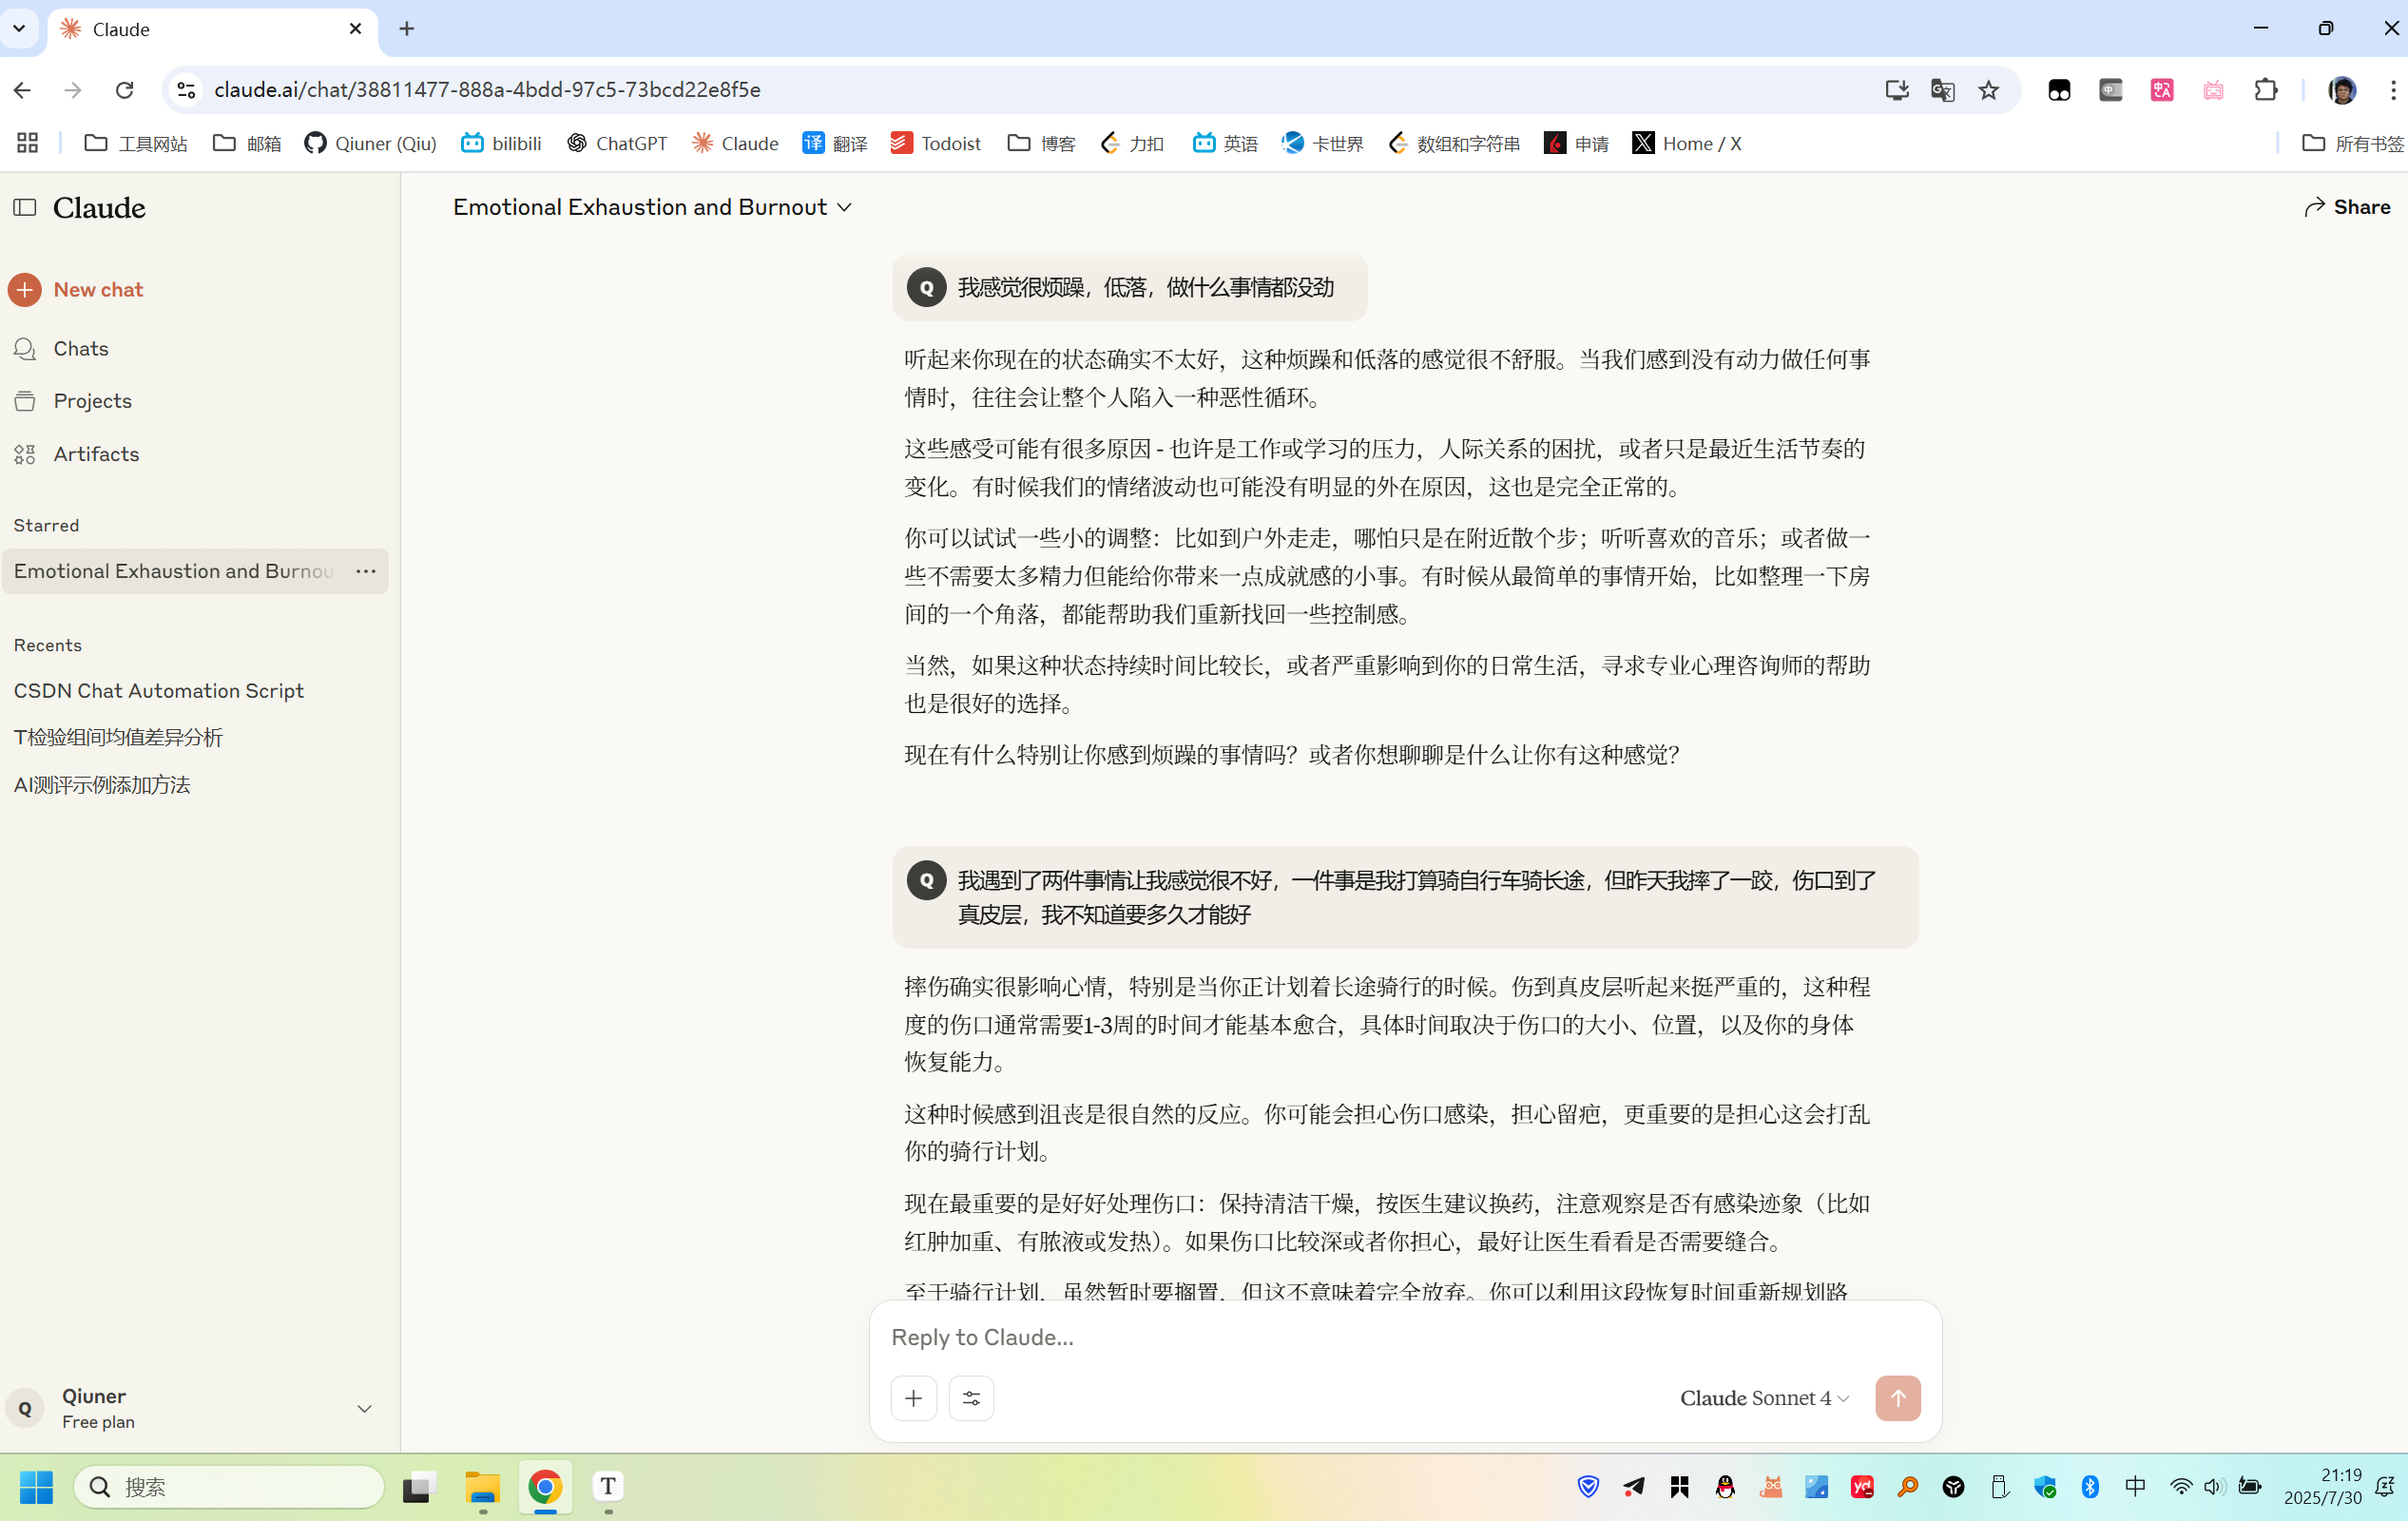 Claude
claude.ai/chat/38811477-888a-4bdd-97c5-73bcd22e8f5e
工具网站 邮箱 Qiuner (Qiu) bilibili ChatGPT Claude 翻译 Todoist 博客 力扣 英语 卡世界 数组和字符串 申请 Home / X 所有书签
Claude
Emotional Exhaustion and Burnout
Share
New chat
Chats
Projects
Artifacts
Starred
Emotional Exhaustion and Burnou
Recents
CSDN Chat Automation Script
T检验组间均值差异分析
AI测评示例添加方法
Qiuner
Free plan
Q
Q 我感觉很烦躁，低落，做什么事情都没劲
听起来你现在的状态确实不太好，这种烦躁和低落的感觉很不舒服。当我们感到没有动力做任何事
情时，往往会让整个人陷入一种恶性循环。
这些感受可能有很多原因 - 也许是工作或学习的压力，人际关系的困扰，或者只是最近生活节奏的
变化。有时候我们的情绪波动也可能没有明显的外在原因，这也是完全正常的。
你可以试试一些小的调整：比如到户外走走，哪怕只是在附近散个步；听听喜欢的音乐；或者做一
些不需要太多精力但能给你带来一点成就感的小事。有时候从最简单的事情开始，比如整理一下房
间的一个角落，都能帮助我们重新找回一些控制感。
当然，如果这种状态持续时间比较长，或者严重影响到你的日常生活，寻求专业心理咨询师的帮助
也是很好的选择。
现在有什么特别让你感到烦躁的事情吗？或者你想聊聊是什么让你有这种感觉？
Q 我遇到了两件事情让我感觉很不好，一件事是我打算骑自行车骑长途，但昨天我摔了一跤，伤口到了
真皮层，我不知道要多久才能好
摔伤确实很影响心情，特别是当你正计划着长途骑行的时候。伤到真皮层听起来挺严重的，这种程
度的伤口通常需要1-3周的时间才能基本愈合，具体时间取决于伤口的大小、位置，以及你的身体
恢复能力。
这种时候感到沮丧是很自然的反应。你可能会担心伤口感染，担心留疤，更重要的是担心这会打乱
你的骑行计划。
现在最重要的是好好处理伤口：保持清洁干燥，按医生建议换药，注意观察是否有感染迹象（比如
红肿加重、有脓液或发热）。如果伤口比较深或者你担心，最好让医生看看是否需要缝合。
至于骑行计划，虽然暂时要搁置，但这不意味着完全放弃。你可以利用这段恢复时间重新规划路
Reply to Claude...
Claude Sonnet 4
搜索
T
中
21:19
2025/7/30